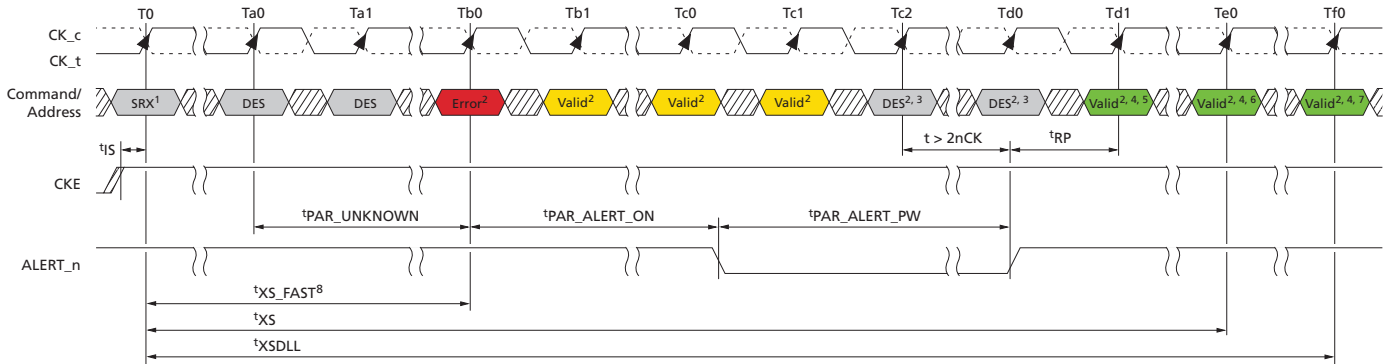 T0 Ta0 Ta1 Tb0 Tb1 Tc0 Tc1 Tc2 Td0 Td1 Te0 Tf0
CK_c
CK_t
Command/
Address
SRX¹ DES DES Error² Valid² Valid² Valid² DES², ³ DES², ³ Valid², ⁴, ⁵ Valid², ⁴, ⁶ Valid², ⁴, ⁷
t > 2nCK ᵗRP
ᵗIS
CKE
ᵗPAR_UNKNOWN ᵗPAR_ALERT_ON ᵗPAR_ALERT_PW
ALERT_n
ᵗXS_FAST⁸
ᵗXS
ᵗXSDLL